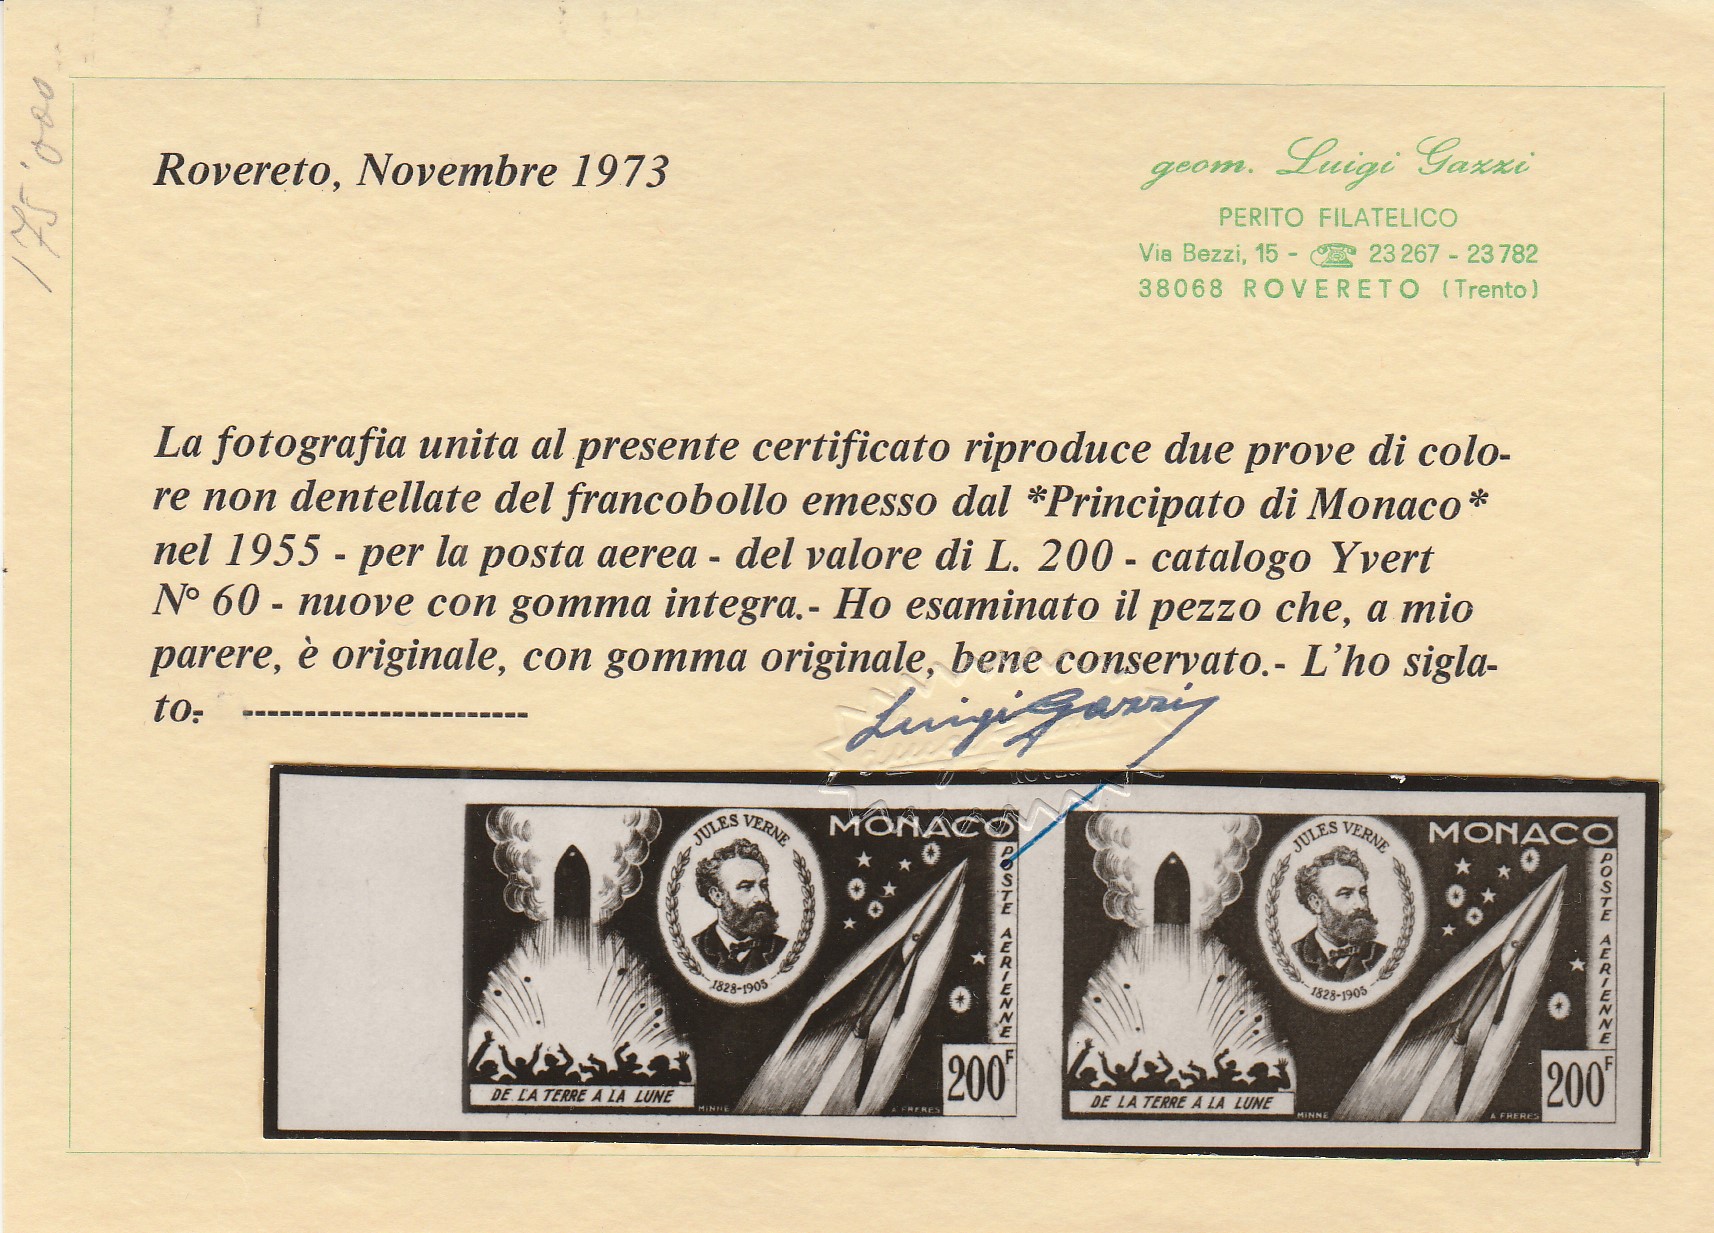 175'000
Rovereto, Novembre 1973
geom. Luigi Gazzi
PERITO FILATELICO
Via Bezzi, 15 - ☎ 23267 - 23782
38068 ROVERETO (Trento)
La fotografia unita al presente certificato riproduce due prove di colo-
re non dentellate del francobollo emesso dal *Principato di Monaco*
nel 1955 - per la posta aerea - del valore di L. 200 - catalogo Yvert
N° 60 - nuove con gomma integra.- Ho esaminato il pezzo che, a mio
parere, è originale, con gomma originale, bene conservato.- L'ho sigla-
to.- -----------------------
Luigi Gazzi
JULES VERNE
1828-1905
MONACO
POSTE AERIENNE
200F
DE LA TERRE A LA LUNE
MINNE
A. FRERES
JULES VERNE
1828-1905
MONACO
POSTE AERIENNE
200F
DE LA TERRE A LA LUNE
MINNE
A. FRERES